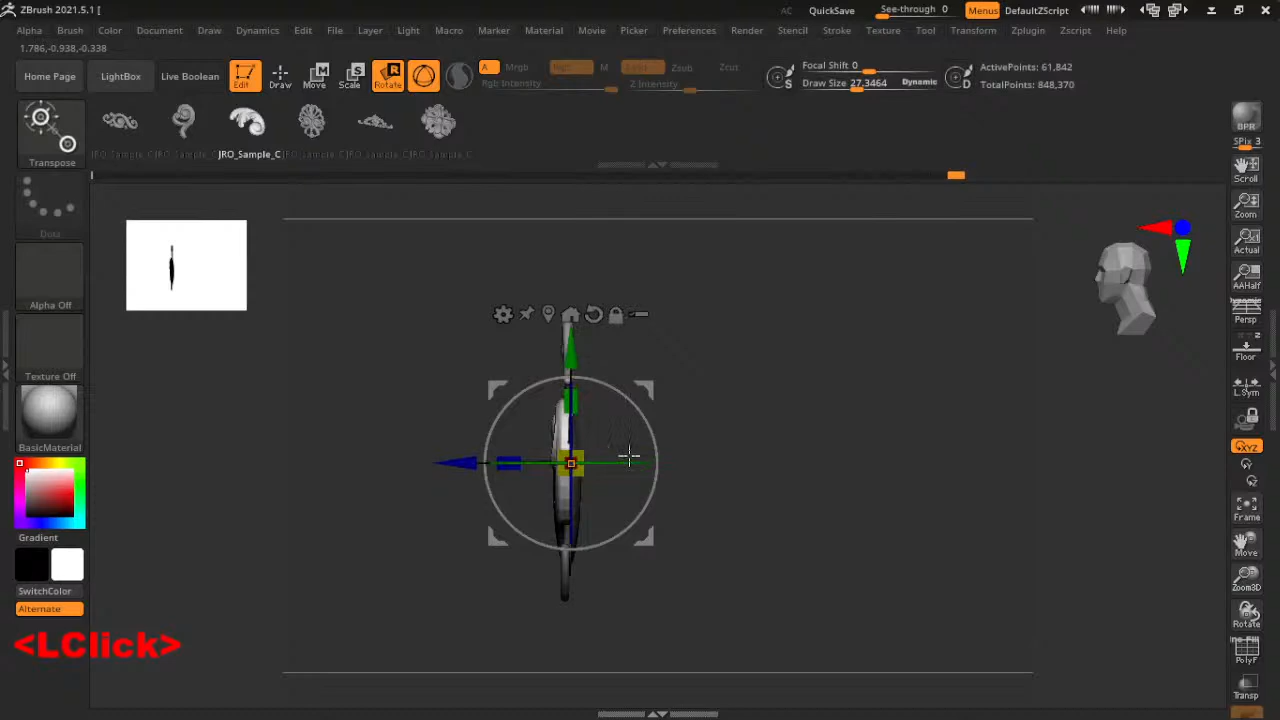 ZBrush 2021.5.1 [
AC QuickSave See-through 0 Menus DefaultZScript
Alpha Brush Color Document Draw Dynamics Edit File Layer Light Macro Marker Material Movie Picker Preferences Render Stencil Stroke Texture Tool Transform Zplugin Zscript Help
1.786,-0.938,-0.338
Home Page LightBox Live Boolean Edit Draw Move Scale Rotate A Mrgb M Zsub Zcut
Rgb Intensity Z Intensity
Focal Shift 0
Draw Size 27.3464 Dynamic
S
D
ActivePoints: 61,842
TotalPoints: 848,370
Transpose
JRO_Sample_C
BPR
SPix 3
Scroll
Zoom
Actual
AAHalf
Dynamic
Persp
Floor
L.Sym
XYZ
Frame
Move
Zoom3D
Rotate
Line Fill
PolyF
Transp
Dots
Alpha Off
Texture Off
BasicMaterial
Gradient
SwitchColor
Alternate
<LClick>